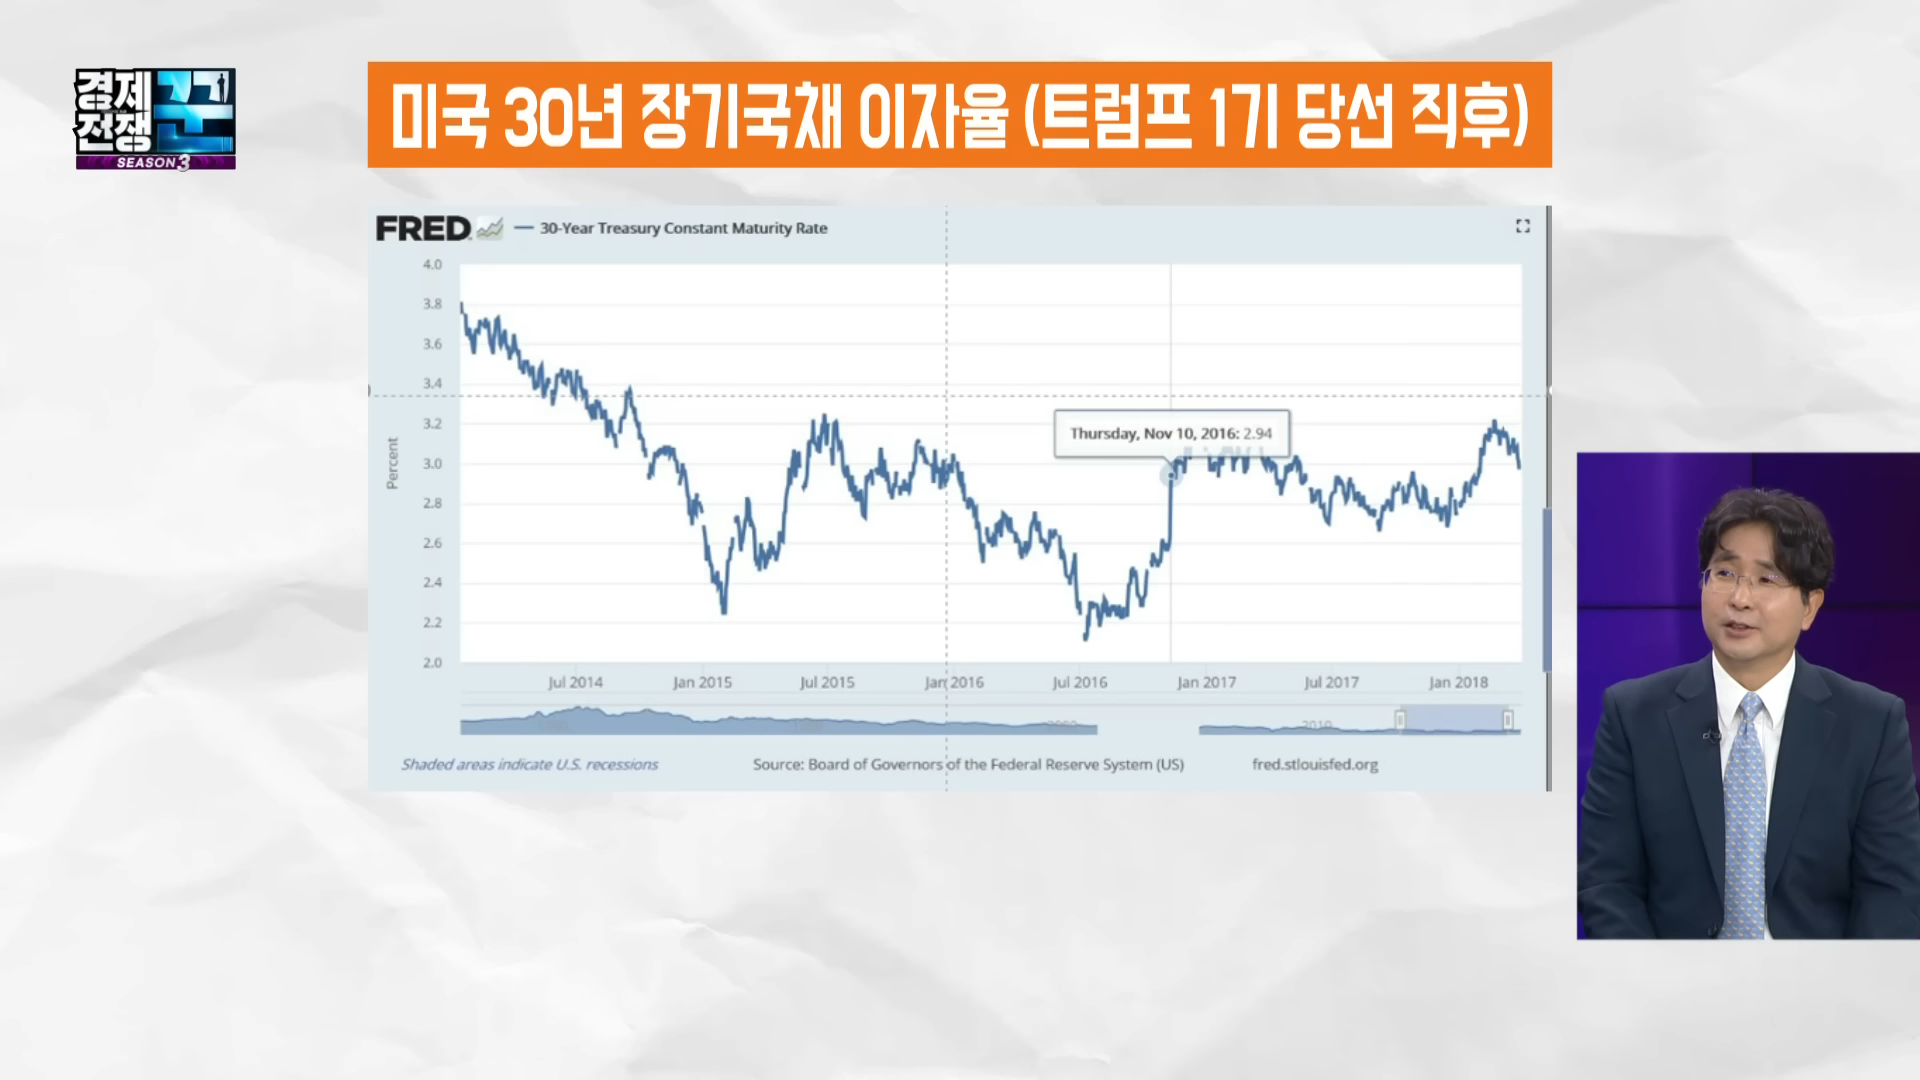 경제
전쟁 꾼
SEASON3
미국 30년 장기국채 이자율 (트럼프 1기 당선 직후)
FRED 30-Year Treasury Constant Maturity Rate
4.0
3.8
3.6
3.4
3.2
3.0
2.8
2.6
2.4
2.2
2.0
Percent
Thursday, Nov 10, 2016: 2.94
Jul 2014 Jan 2015 Jul 2015 Jan 2016 Jul 2016 Jan 2017 Jul 2017 Jan 2018
2000 2010
Shaded areas indicate U.S. recessions Source: Board of Governors of the Federal Reserve System (US) fred.stlouisfed.org